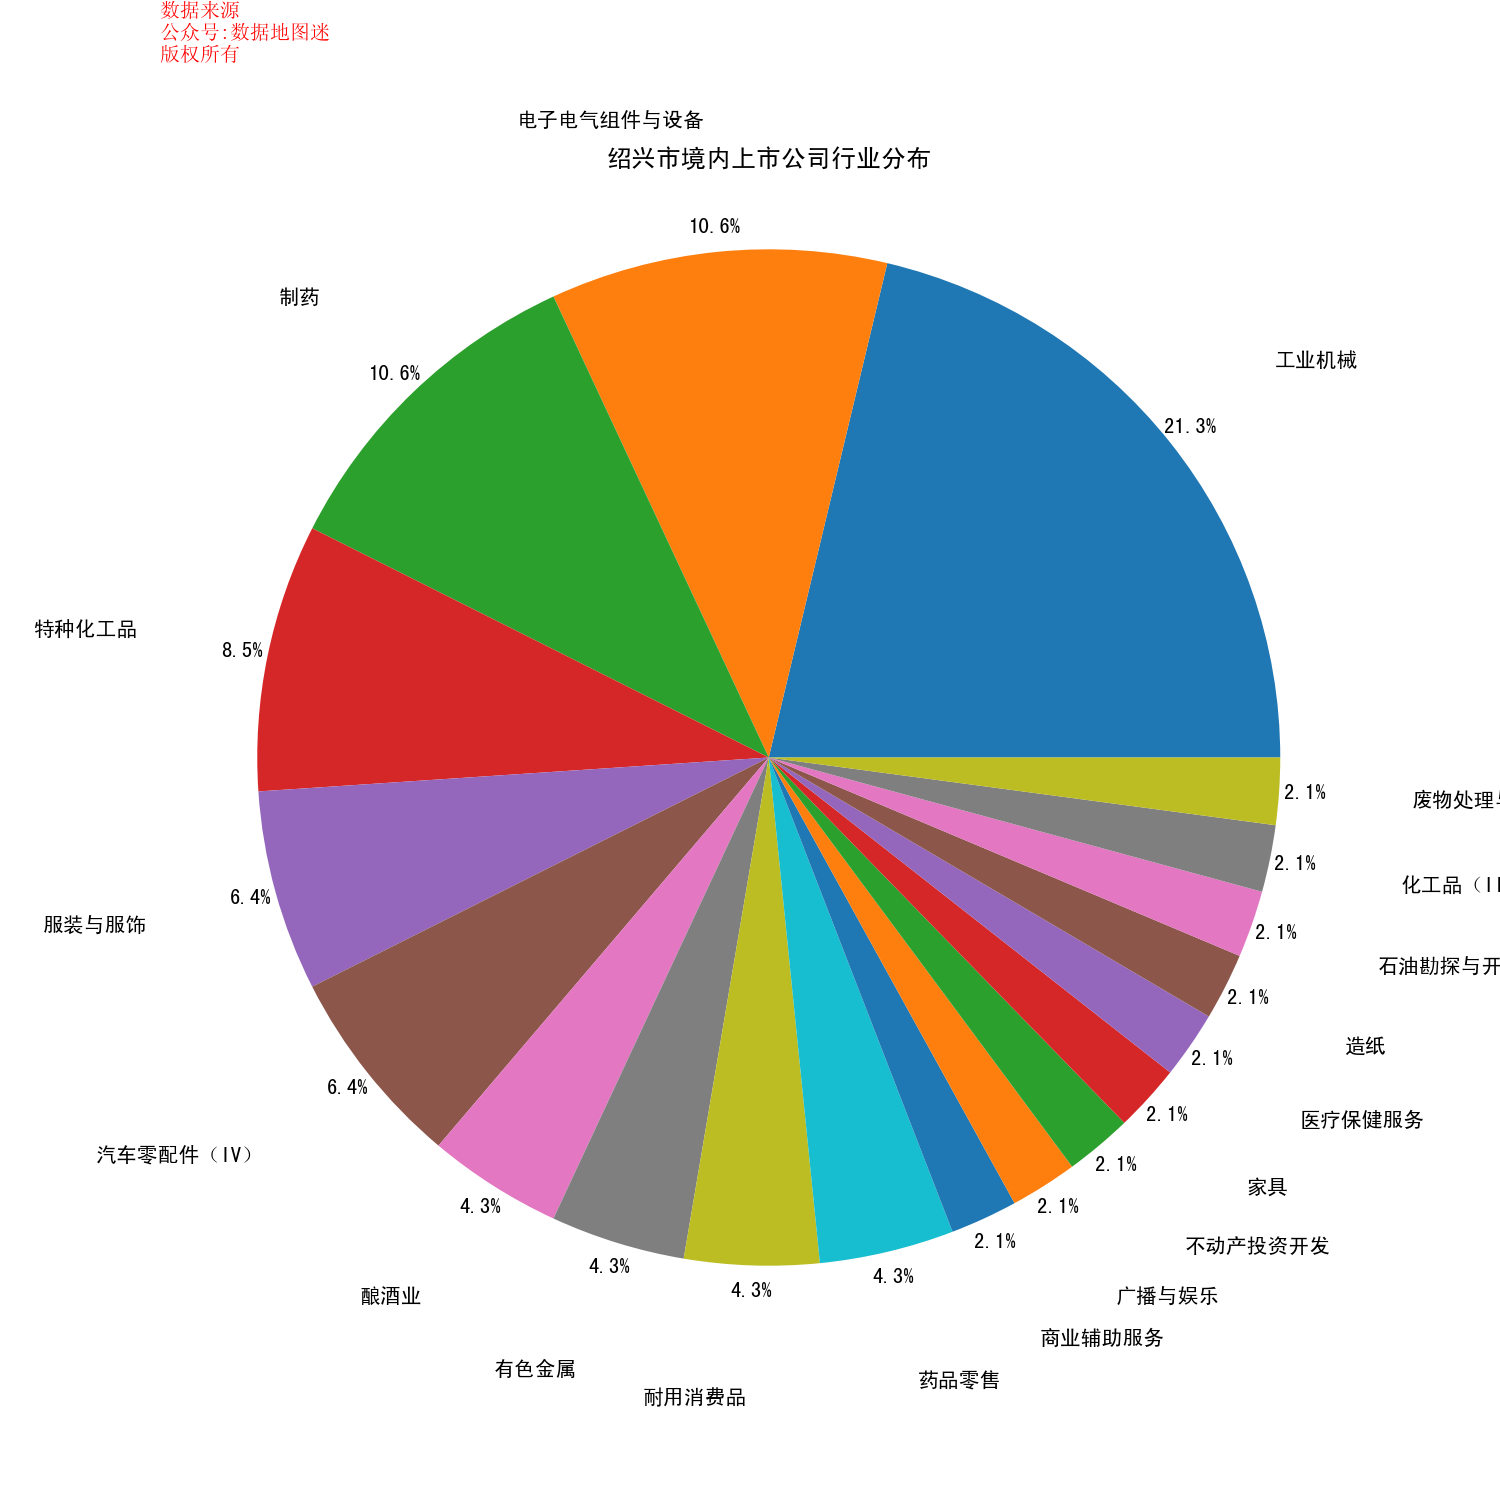 数据来源
公众号:数据地图迷
版权所有
电子电气组件与设备
绍兴市境内上市公司行业分布
10.6%
制药
工业机械
10.6%
21.3%
特种化工品
8.5%
2.1%
废物处理与
2.1%
化工品（II
6.4%
服装与服饰
2.1%
石油勘探与开
2.1%
造纸
2.1%
6.4%
2.1%
医疗保健服务
汽车零配件（IV）
2.1%
家具
4.3%
2.1%
不动产投资开发
2.1%
4.3%
4.3%
4.3%
酿酒业
广播与娱乐
商业辅助服务
有色金属
药品零售
耐用消费品